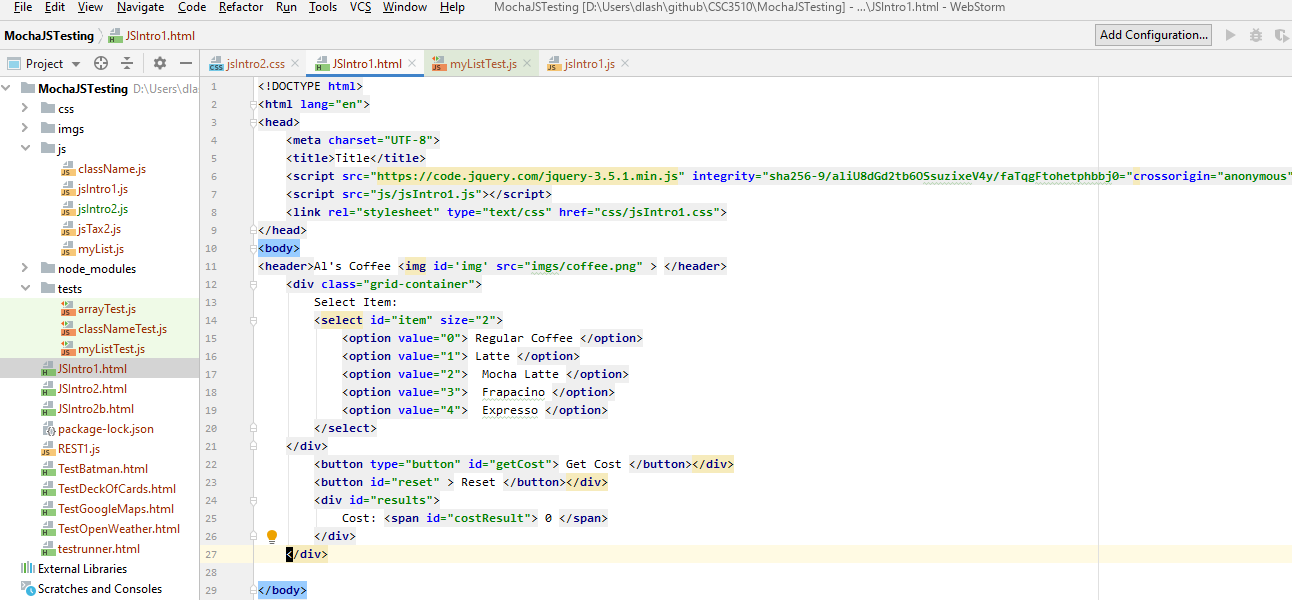 File Edit View Navigate Code Refactor Run Tools VCS Window Help MochaJSTesting [D:\Users\dlash\github\CSC3510\MochaJSTesting] - ...\JSIntro1.html - WebStorm
MochaJSTesting JSIntro1.html Add Configuration...
Project jsIntro2.css JSIntro1.html myListTest.js jsIntro1.js
MochaJSTesting D:\Users\dlas
css
imgs
js
className.js
jsIntro1.js
jsIntro2.js
jsTax2.js
myList.js
node_modules
tests
arrayTest.js
classNameTest.js
myListTest.js
JSIntro1.html
JSIntro2.html
JSIntro2b.html
package-lock.json
REST1.js
TestBatman.html
TestDeckOfCards.html
TestGoogleMaps.html
TestOpenWeather.html
testrunner.html
External Libraries
Scratches and Consoles
1 <!DOCTYPE html>
2 <html lang="en">
3 <head>
4 <meta charset="UTF-8">
5 <title>Title</title>
6 <script src="https://code.jquery.com/jquery-3.5.1.min.js" integrity="sha256-9/aliU8dGd2tb6OSsuzixeV4y/faTqgFtohetphbbj0="crossorigin="anonymous"
7 <script src="js/jsIntro1.js"></script>
8 <link rel="stylesheet" type="text/css" href="css/jsIntro1.css">
9 </head>
10 <body>
11 <header>Al's Coffee <img id='img' src="imgs/coffee.png" > </header>
12 <div class="grid-container">
13 Select Item:
14 <select id="item" size="2">
15 <option value="0"> Regular Coffee </option>
16 <option value="1"> Latte </option>
17 <option value="2">  Mocha Latte </option>
18 <option value="3">  Frapacino </option>
19 <option value="4">  Expresso </option>
20 </select>
21 </div>
22 <button type="button" id="getCost"> Get Cost </button></div>
23 <button id="reset" > Reset </button></div>
24 <div id="results">
25 Cost: <span id="costResult"> 0 </span>
26 </div>
27 </div>
28
29 </body>